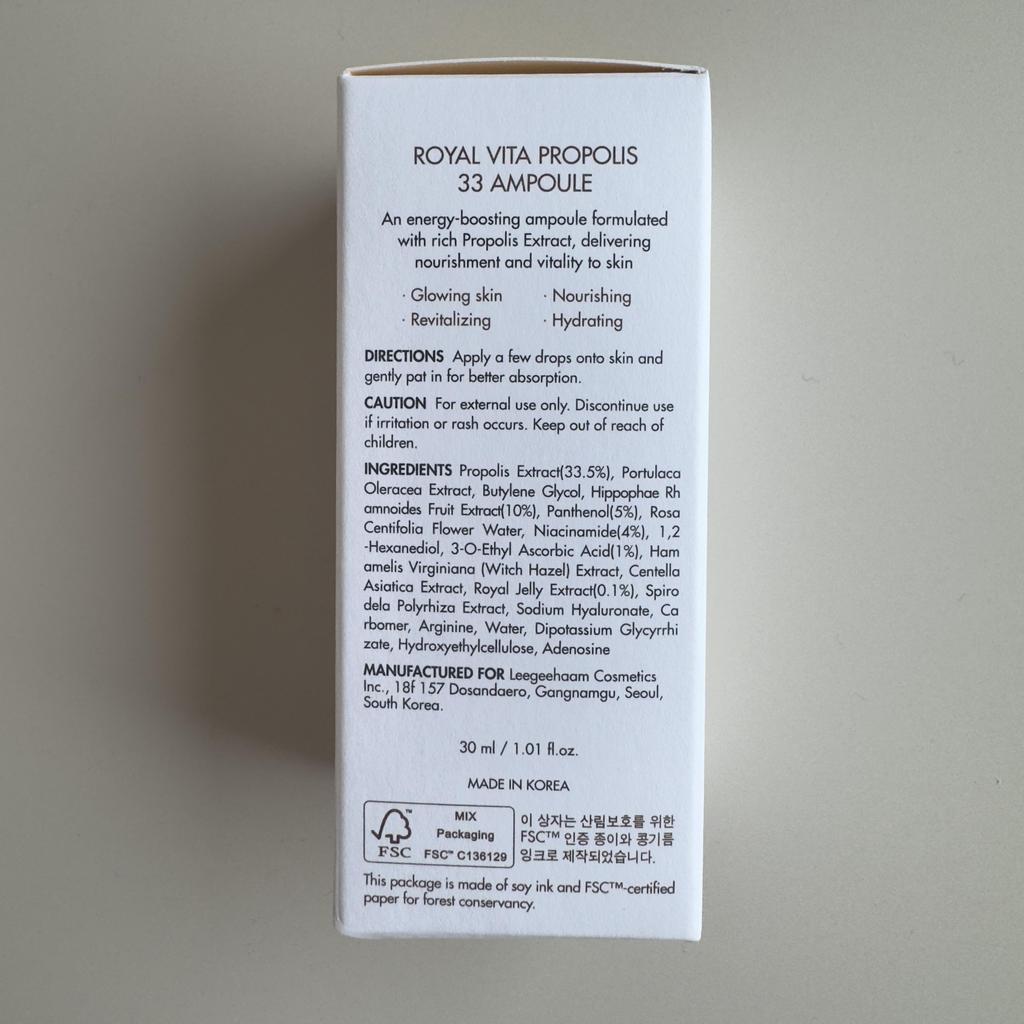 ROYAL VITA PROPOLIS
33 AMPOULE
An energy-boosting ampoule formulated
with rich Propolis Extract, delivering
nourishment and vitality to skin
· Glowing skin · Nourishing
· Revitalizing · Hydrating
DIRECTIONS Apply a few drops onto skin and
gently pat in for better absorption.
CAUTION For external use only. Discontinue use
if irritation or rash occurs. Keep out of reach of
children.
INGREDIENTS Propolis Extract(33.5%), Portulaca
Oleracea Extract, Butylene Glycol, Hippophae Rh
amnoides Fruit Extract(10%), Panthenol(5%), Rosa
Centifolia Flower Water, Niacinamide(4%), 1,2
-Hexanediol, 3-O-Ethyl Ascorbic Acid(1%), Ham
amelis Virginiana (Witch Hazel) Extract, Centella
Asiatica Extract, Royal Jelly Extract(0.1%), Spiro
dela Polyrhiza Extract, Sodium Hyaluronate, Ca
rbomer, Arginine, Water, Dipotassium Glycyrrhi
zate, Hydroxyethylcellulose, Adenosine
MANUFACTURED FOR Leegeehaam Cosmetics
Inc., 18f 157 Dosandaero, Gangnamgu, Seoul,
South Korea.
30 ml / 1.01 fl.oz.
MADE IN KOREA
™
FSC
MIX
Packaging
FSC™ C136129
이 상자는 산림보호를 위한
FSC™ 인증 종이와 콩기름
잉크로 제작되었습니다.
This package is made of soy ink and FSC™-certified
paper for forest conservancy.